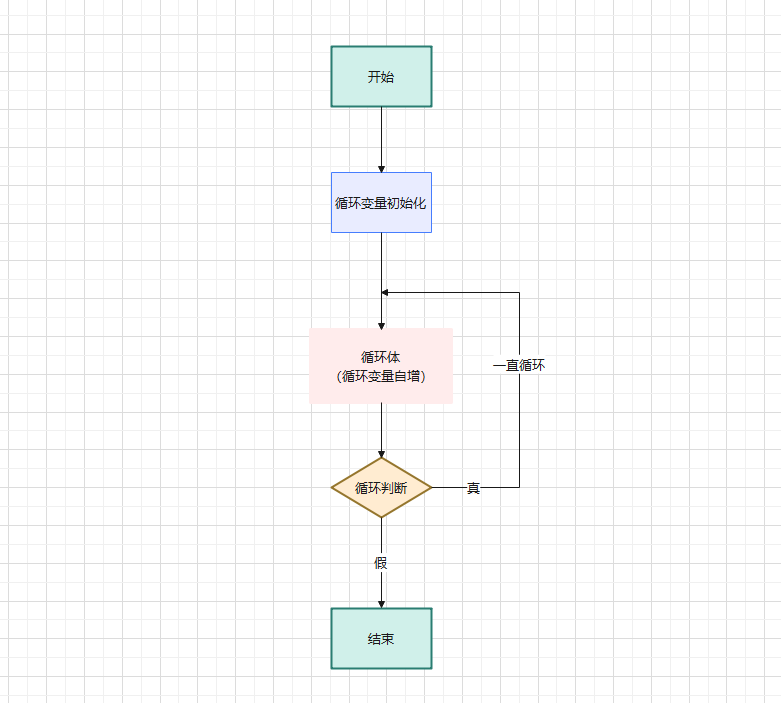 开始
循环变量初始化
循环体
（循环变量自增）
一直循环
循环判断
真
假
结束